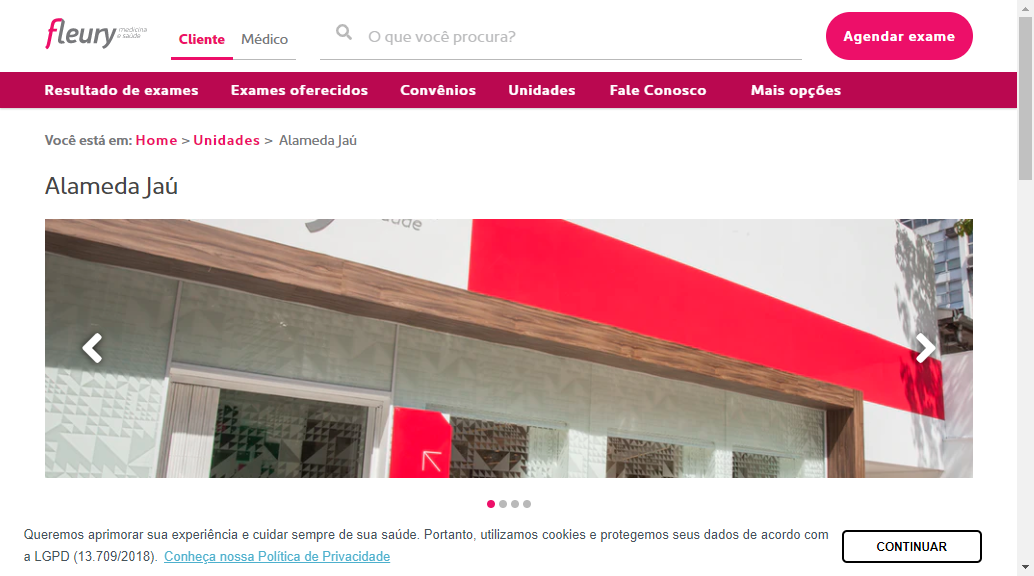 fleury medicina e saúde
Cliente Médico
O que você procura?
Agendar exame
Resultado de exames Exames oferecidos Convênios Unidades Fale Conosco Mais opções
Você está em: Home > Unidades > Alameda Jaú
Alameda Jaú
Queremos aprimorar sua experiência e cuidar sempre de sua saúde. Portanto, utilizamos cookies e protegemos seus dados de acordo com
a LGPD (13.709/2018). Conheça nossa Política de Privacidade
CONTINUAR